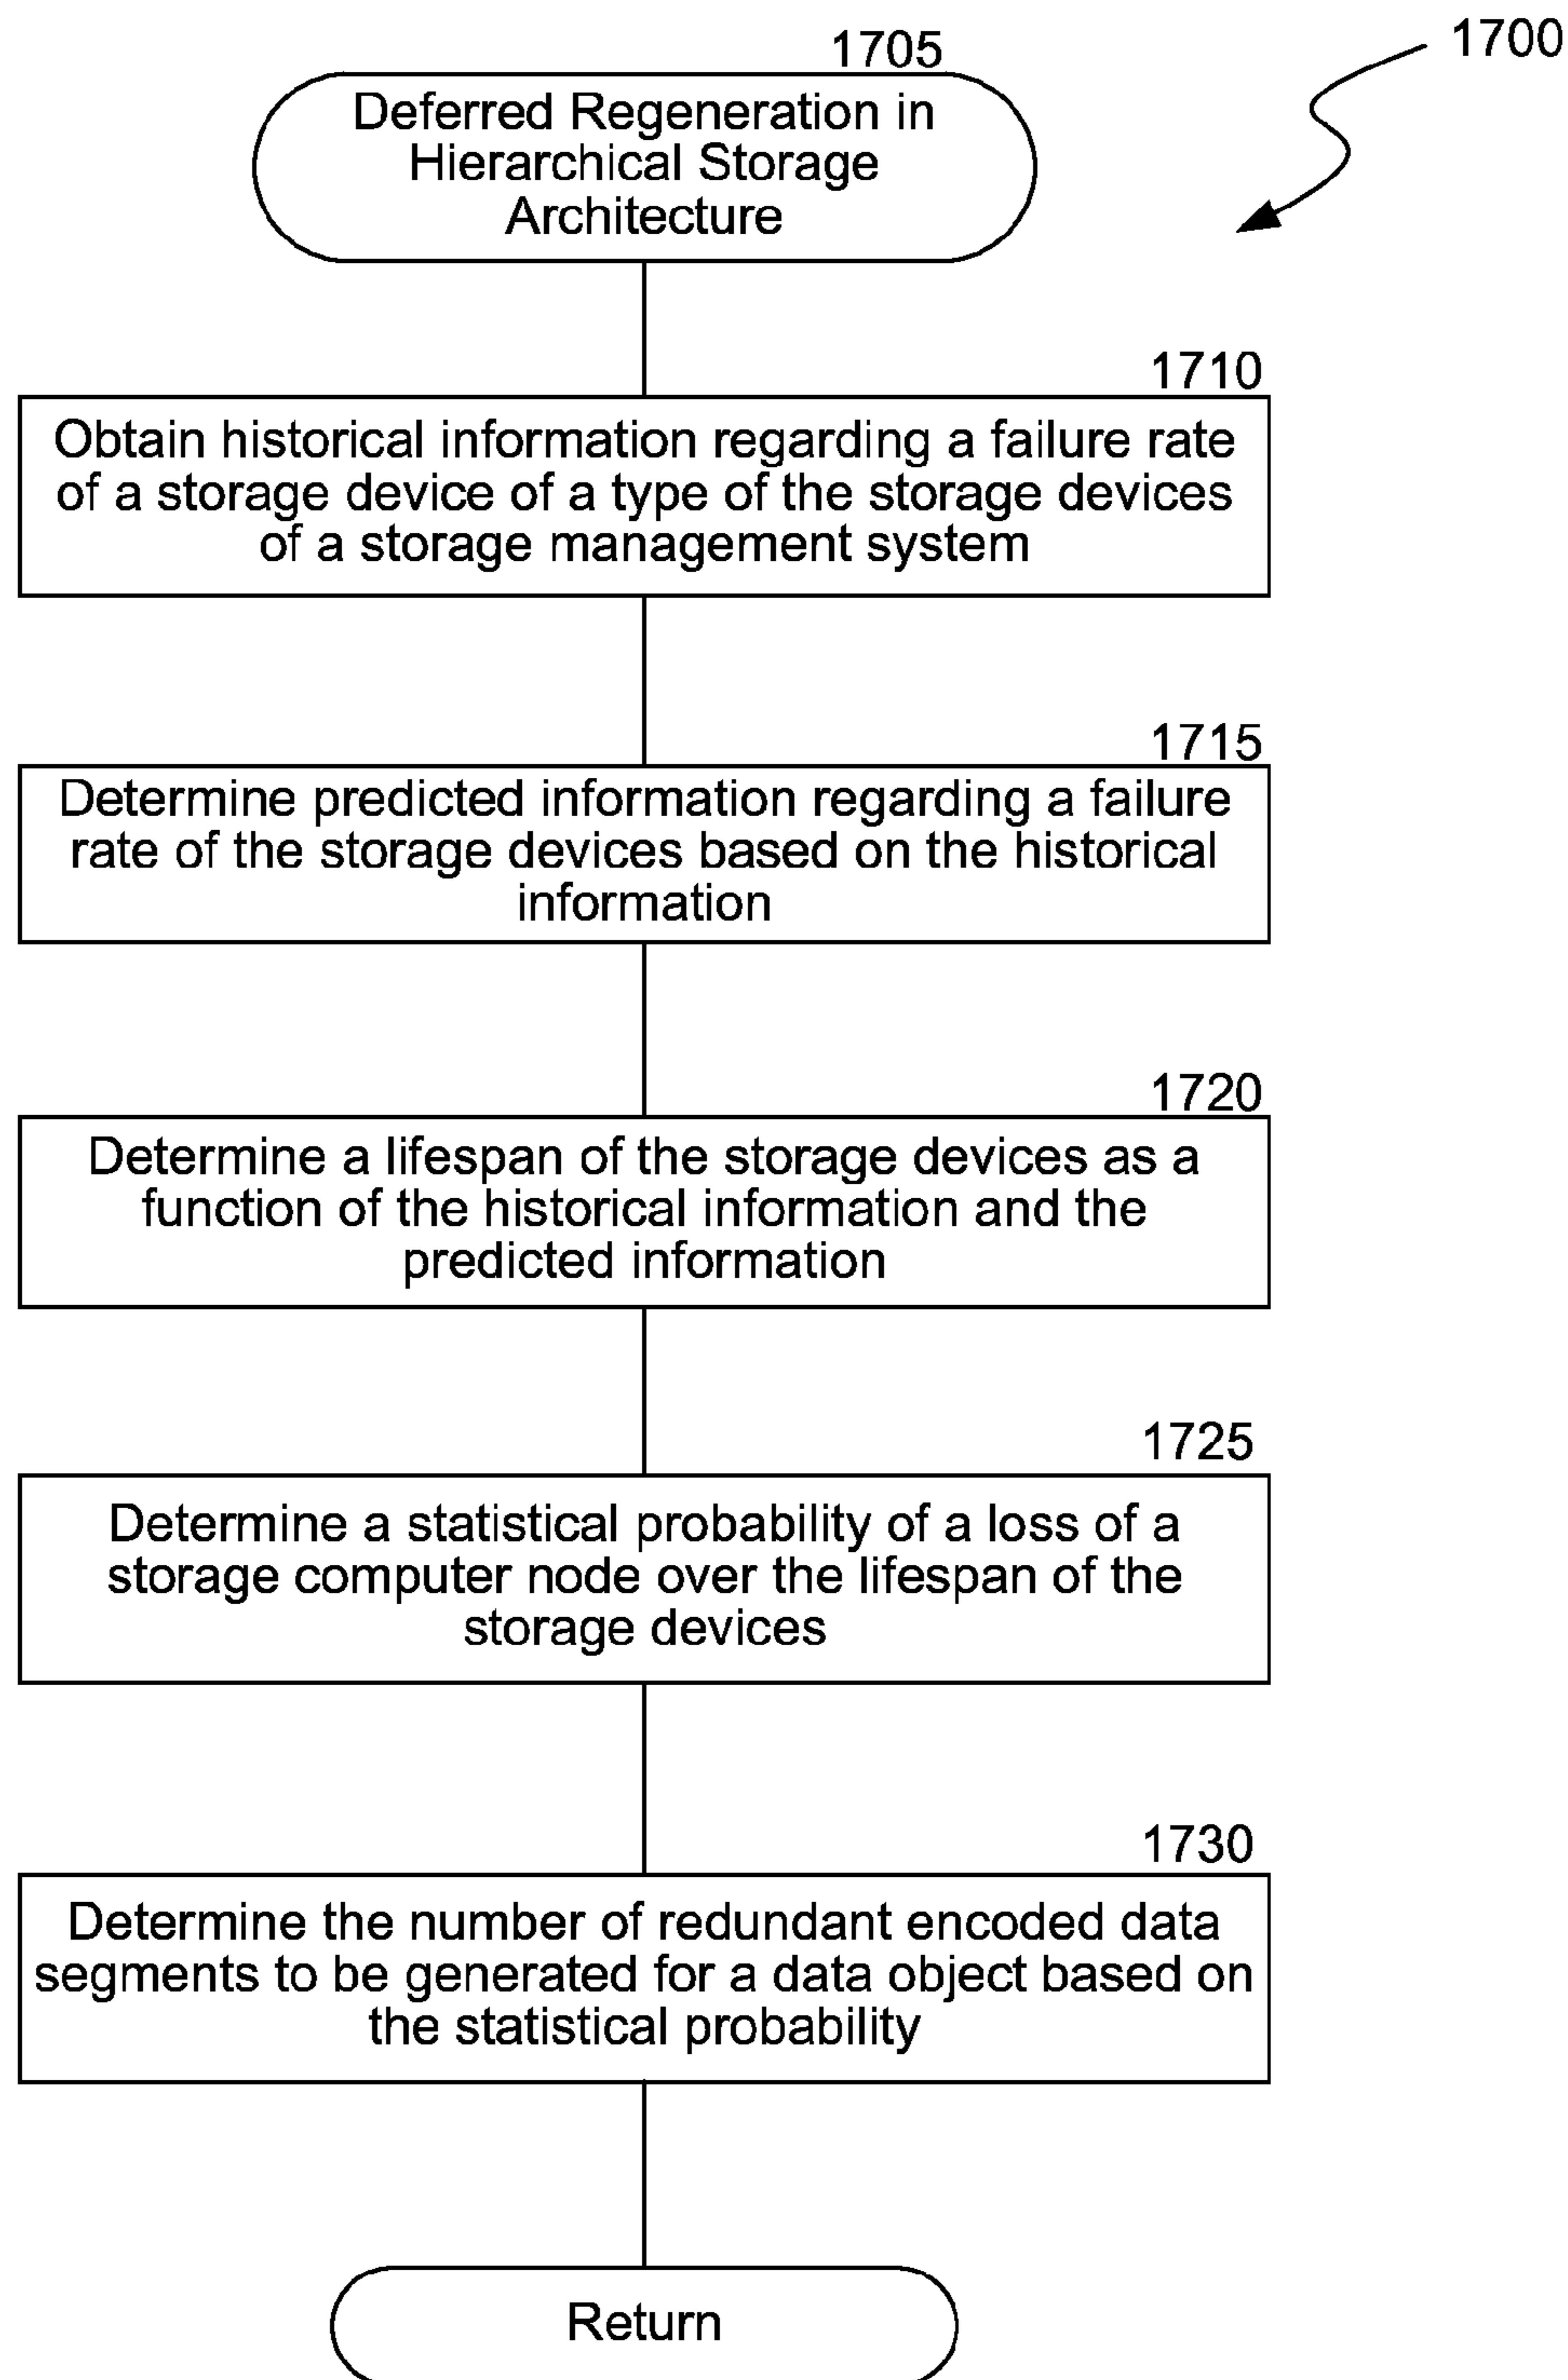 1700
1705
Deferred Regeneration in
Hierarchical Storage
Architecture
1710
Obtain historical information regarding a failure rate
of a storage device of a type of the storage devices
of a storage management system
1715
Determine predicted information regarding a failure
rate of the storage devices based on the historical
information
1720
Determine a lifespan of the storage devices as a
function of the historical information and the
predicted information
1725
Determine a statistical probability of a loss of a
storage computer node over the lifespan of the
storage devices
1730
Determine the number of redundant encoded data
segments to be generated for a data object based on
the statistical probability
Return